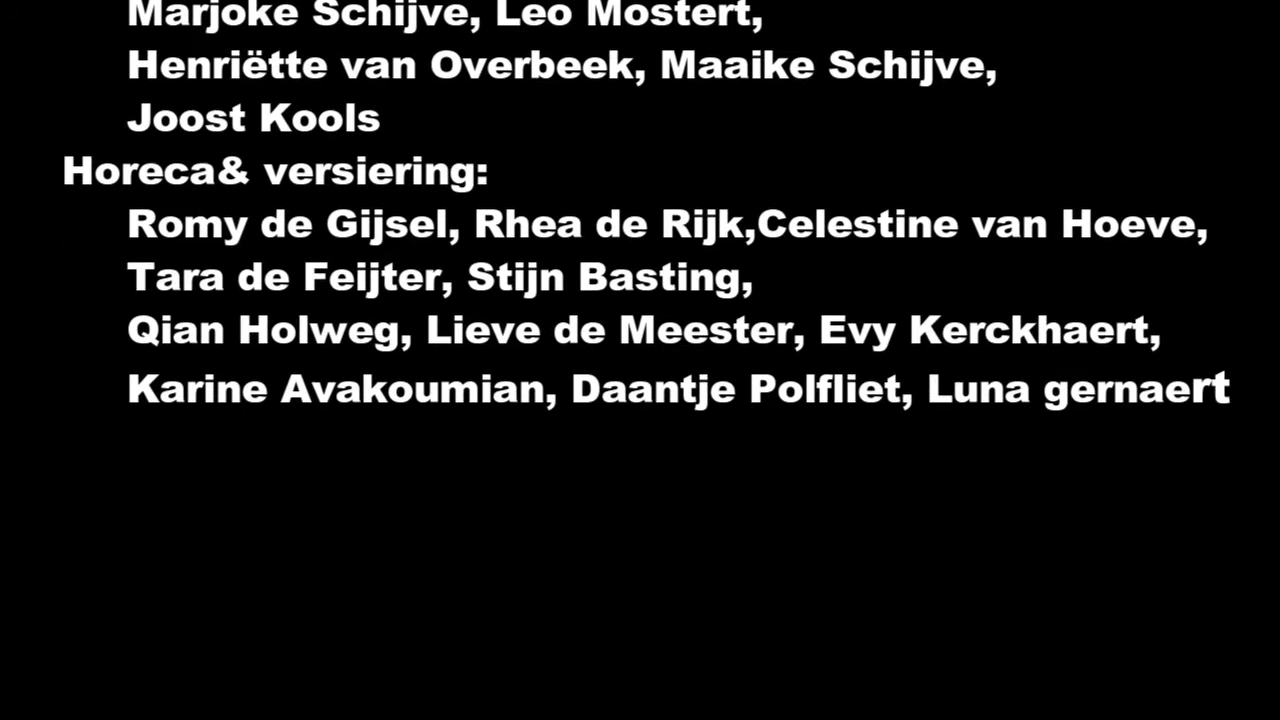 Marjoke Schijve, Leo Mostert,
Henriëtte van Overbeek, Maaike Schijve,
Joost Kools
Horeca& versiering:
Romy de Gijsel, Rhea de Rijk,Celestine van Hoeve,
Tara de Feijter, Stijn Basting,
Qian Holweg, Lieve de Meester, Evy Kerckhaert,
Karine Avakoumian, Daantje Polfliet, Luna gernaert